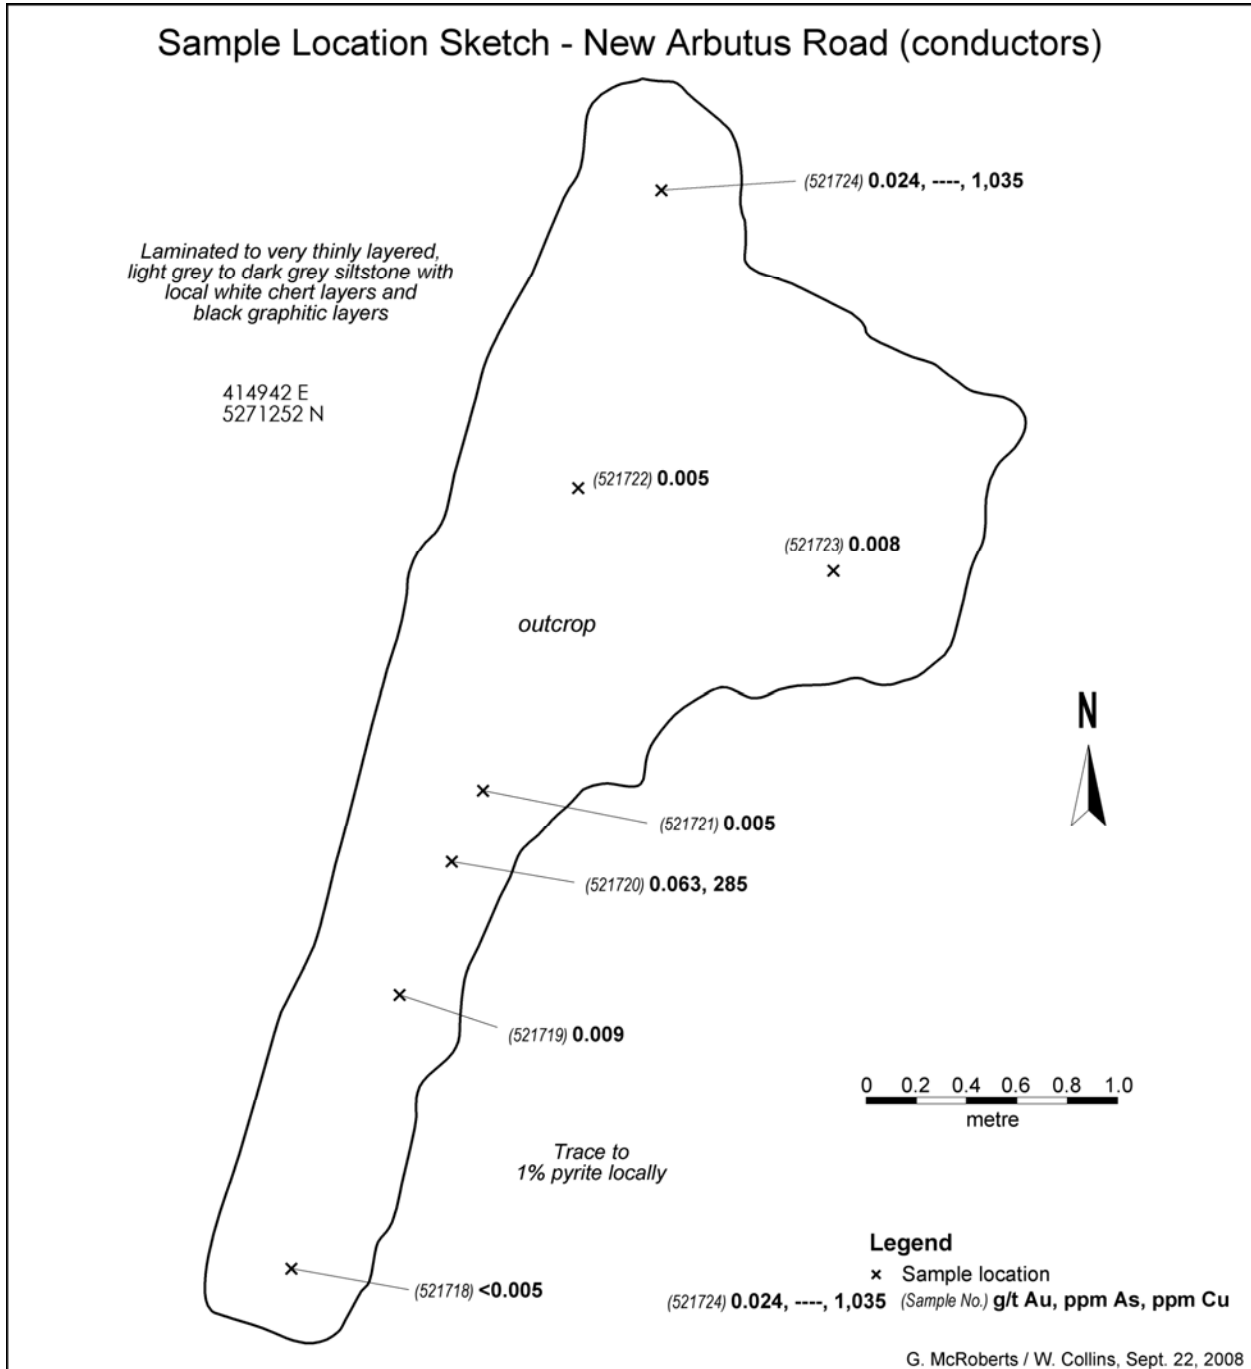 Sample Location Sketch - New Arbutus Road (conductors)
(521724) 0.024, ----, 1,035
Laminated to very thinly layered,
light grey to dark grey siltstone with
local white chert layers and
black graphitic layers
414942 E
5271252 N
(521722) 0.005
(521723) 0.008
outcrop
N
(521721) 0.005
(521720) 0.063, 285
(521719) 0.009
0 0.2 0.4 0.6 0.8 1.0
metre
Trace to
1% pyrite locally
Legend
× Sample location
(521718) <0.005
(521724) 0.024, ----, 1,035 (Sample No.) g/t Au, ppm As, ppm Cu
G. McRoberts / W. Collins, Sept. 22, 2008